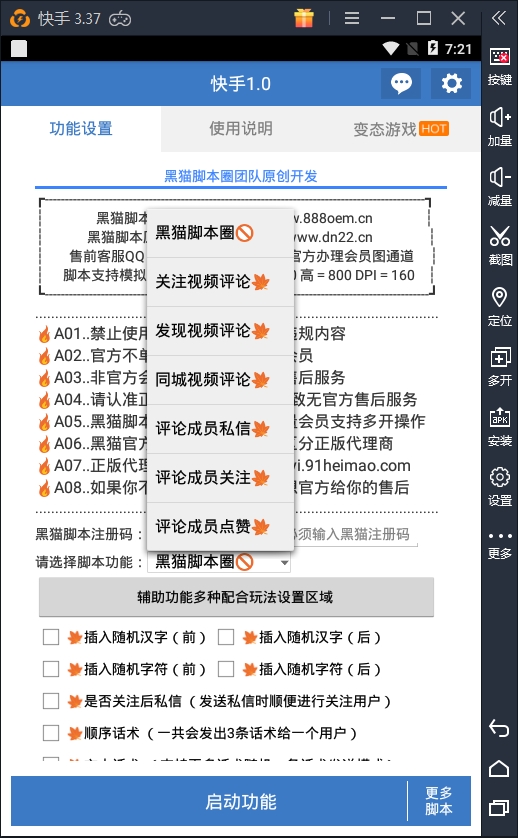 快手 3.37
7:21
快手1.0
功能设置 使用说明 变态游戏 HOT
黑猫脚本圈团队原创开发
黑猫脚本 w.888oem.cn
黑猫脚本 www.dn22.cn
售前客服QQ 官方办理会员图通道
脚本支持模拟 0 高 = 800 DPI = 160
黑猫脚本圈🚫
关注视频评论🍁
发现视频评论🍁
同城视频评论🍁
评论成员私信🍁
评论成员关注🍁
评论成员点赞🍁
🔥A01..禁止使用 违规内容
🔥A02..官方不单 会员
🔥A03..非官方会 售后服务
🔥A04..请认准正 致无官方售后服务
🔥A05..黑猫脚本 会员支持多开操作
🔥A06..黑猫官方 区分正版代理商
🔥A07..正版代理 yi.91heimao.com
🔥A08..如果你不 官方给你的售后
黑猫脚本注册码: 必须输入黑猫注册码
请选择脚本功能: 黑猫脚本圈🚫
辅助功能多种配合玩法设置区域
🍁插入随机汉字（前） 🍁插入随机汉字（后）
🍁插入随机字符（前） 🍁插入随机字符（后）
🍁是否关注后私信（发送私信时顺便进行关注用户）
🍁顺序话术（一共会发出3条话术给一个用户）
启动功能
更多
脚本
按键
加量
减量
截图
定位
多开
APK
安装
设置
更多